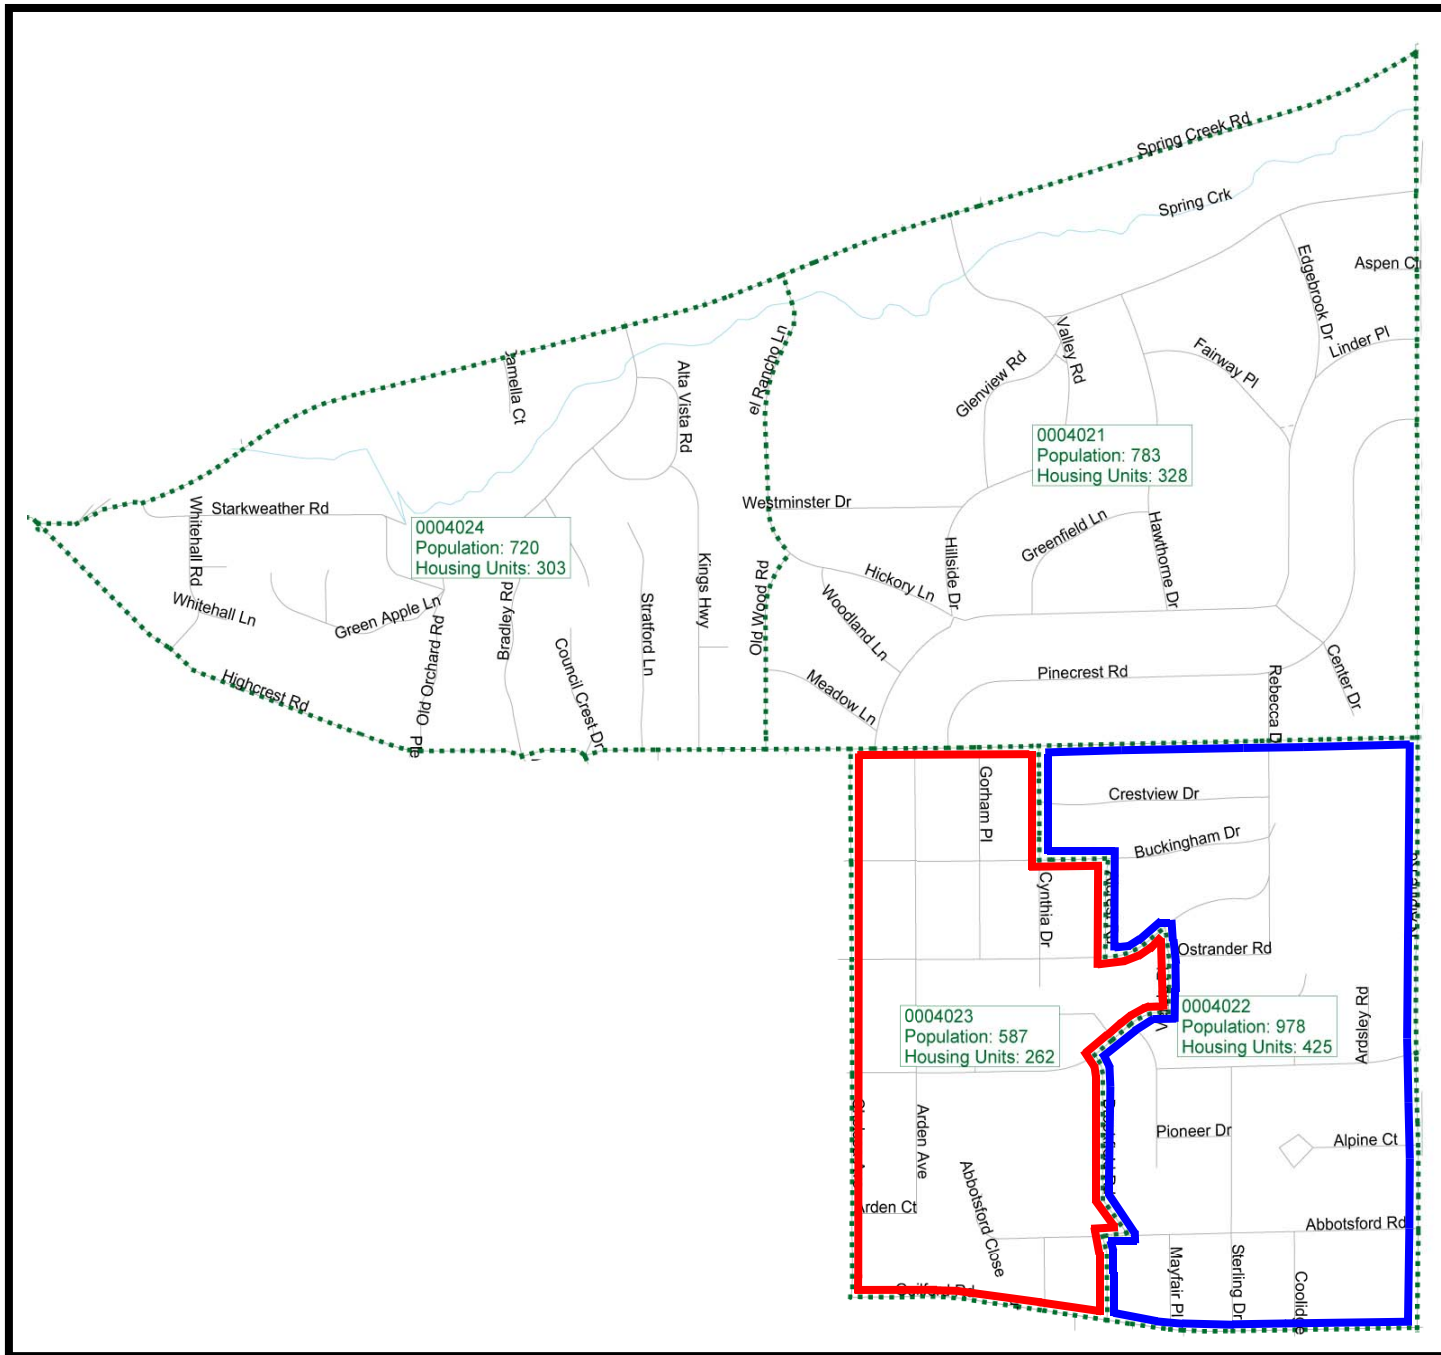 Spring Creek Rd
Spring Crk
Edgebrook Dr
Aspen
Linder Pl
Fairway Pl
Valley Rd
Glenview Rd
el Rancho Ln
Alta Vista Rd
0004021
Population: 783
Housing Units: 328
Westminster Dr
Starkweather Rd
Whitehall Rd
0004024
Population: 720
Housing Units: 303
Greenfield Ln
Hawthorne Dr
Hillside Dr
Hickory Ln
Woodland Ln
Old Wood Rd
Kings Hwy
Stratford Ln
Bradley Rd
Green Apple Ln
Whitehall Ln
Highcrest Rd
Old Orchard Rd
Council Crest Dr
Meadow Ln
Pinecrest Rd
Rebecca D
Center Dr
Gorham Pl
Crestview Dr
Buckingham Dr
Cynthia Dr
Ostrander Rd
0004023
Population: 587
Housing Units: 262
0004022
Population: 978
Housing Units: 425
Ardsley Rd
Arden Ave
Pioneer Dr
Alpine Ct
Arden Ct
Abbotsford Close
Abbotsford Rd
Mayfair Pl
Sterling Dr
Coolidge
Guilford Rd